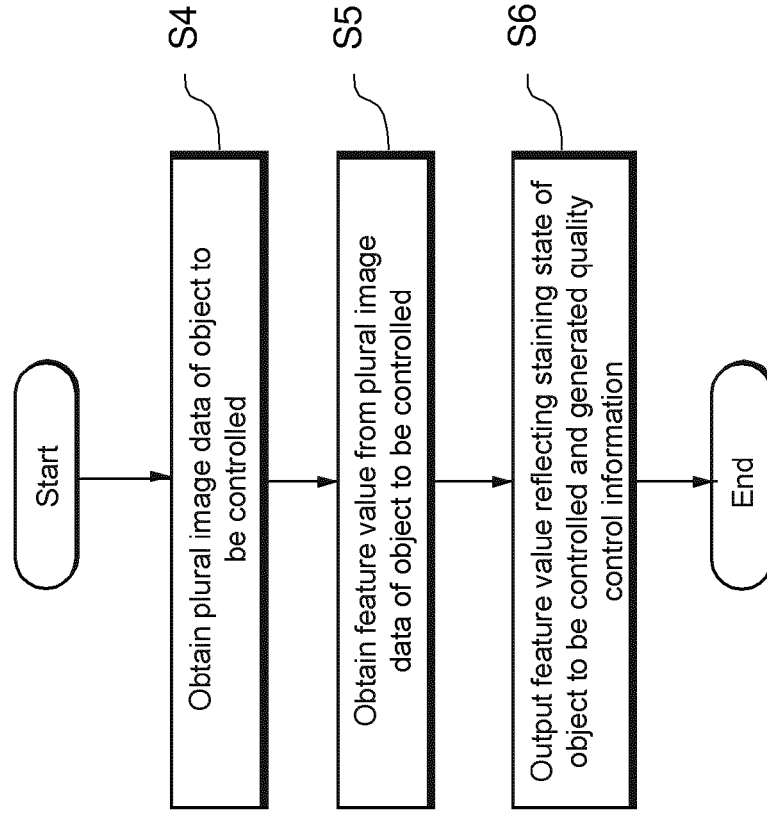 Start
Obtain plural image data of object to
be controlled
S4
Obtain feature value from plural image
data of object to be controlled
S5
Output feature value reflecting staining state of
object to be controlled and generated quality
control information
S6
End